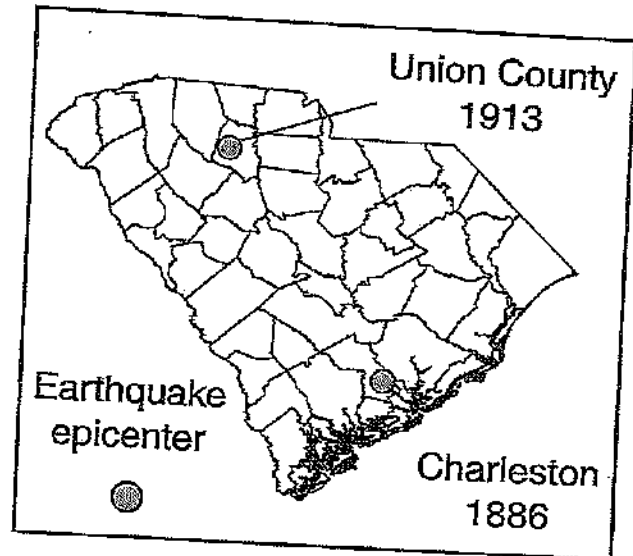 Union County
1913
Earthquake
epicenter
Charleston
1886